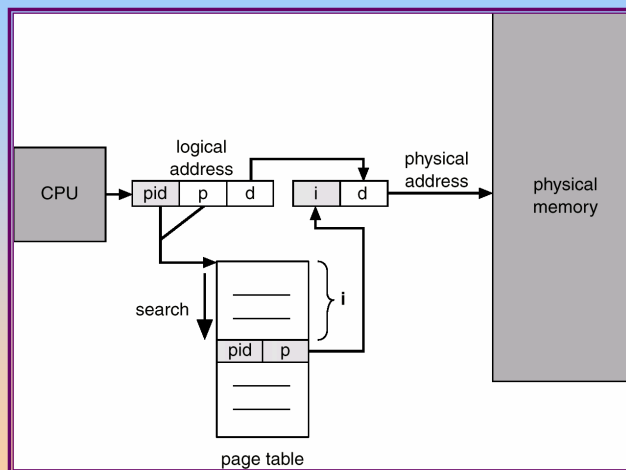 logical
address
physical
address
CPU
pid p d
i d
physical
memory
search
i
pid p
page table